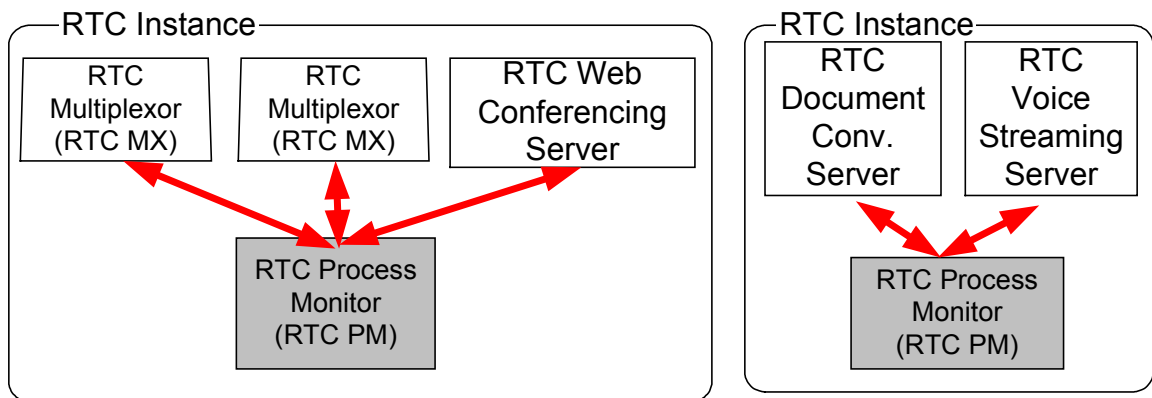 RTC Instance
RTC
Multiplexor
(RTC MX)
RTC
Multiplexor
(RTC MX)
RTC Web
Conferencing
Server
RTC Process
Monitor
(RTC PM)
RTC Instance
RTC
Document
Conv.
Server
RTC
Voice
Streaming
Server
RTC Process
Monitor
(RTC PM)